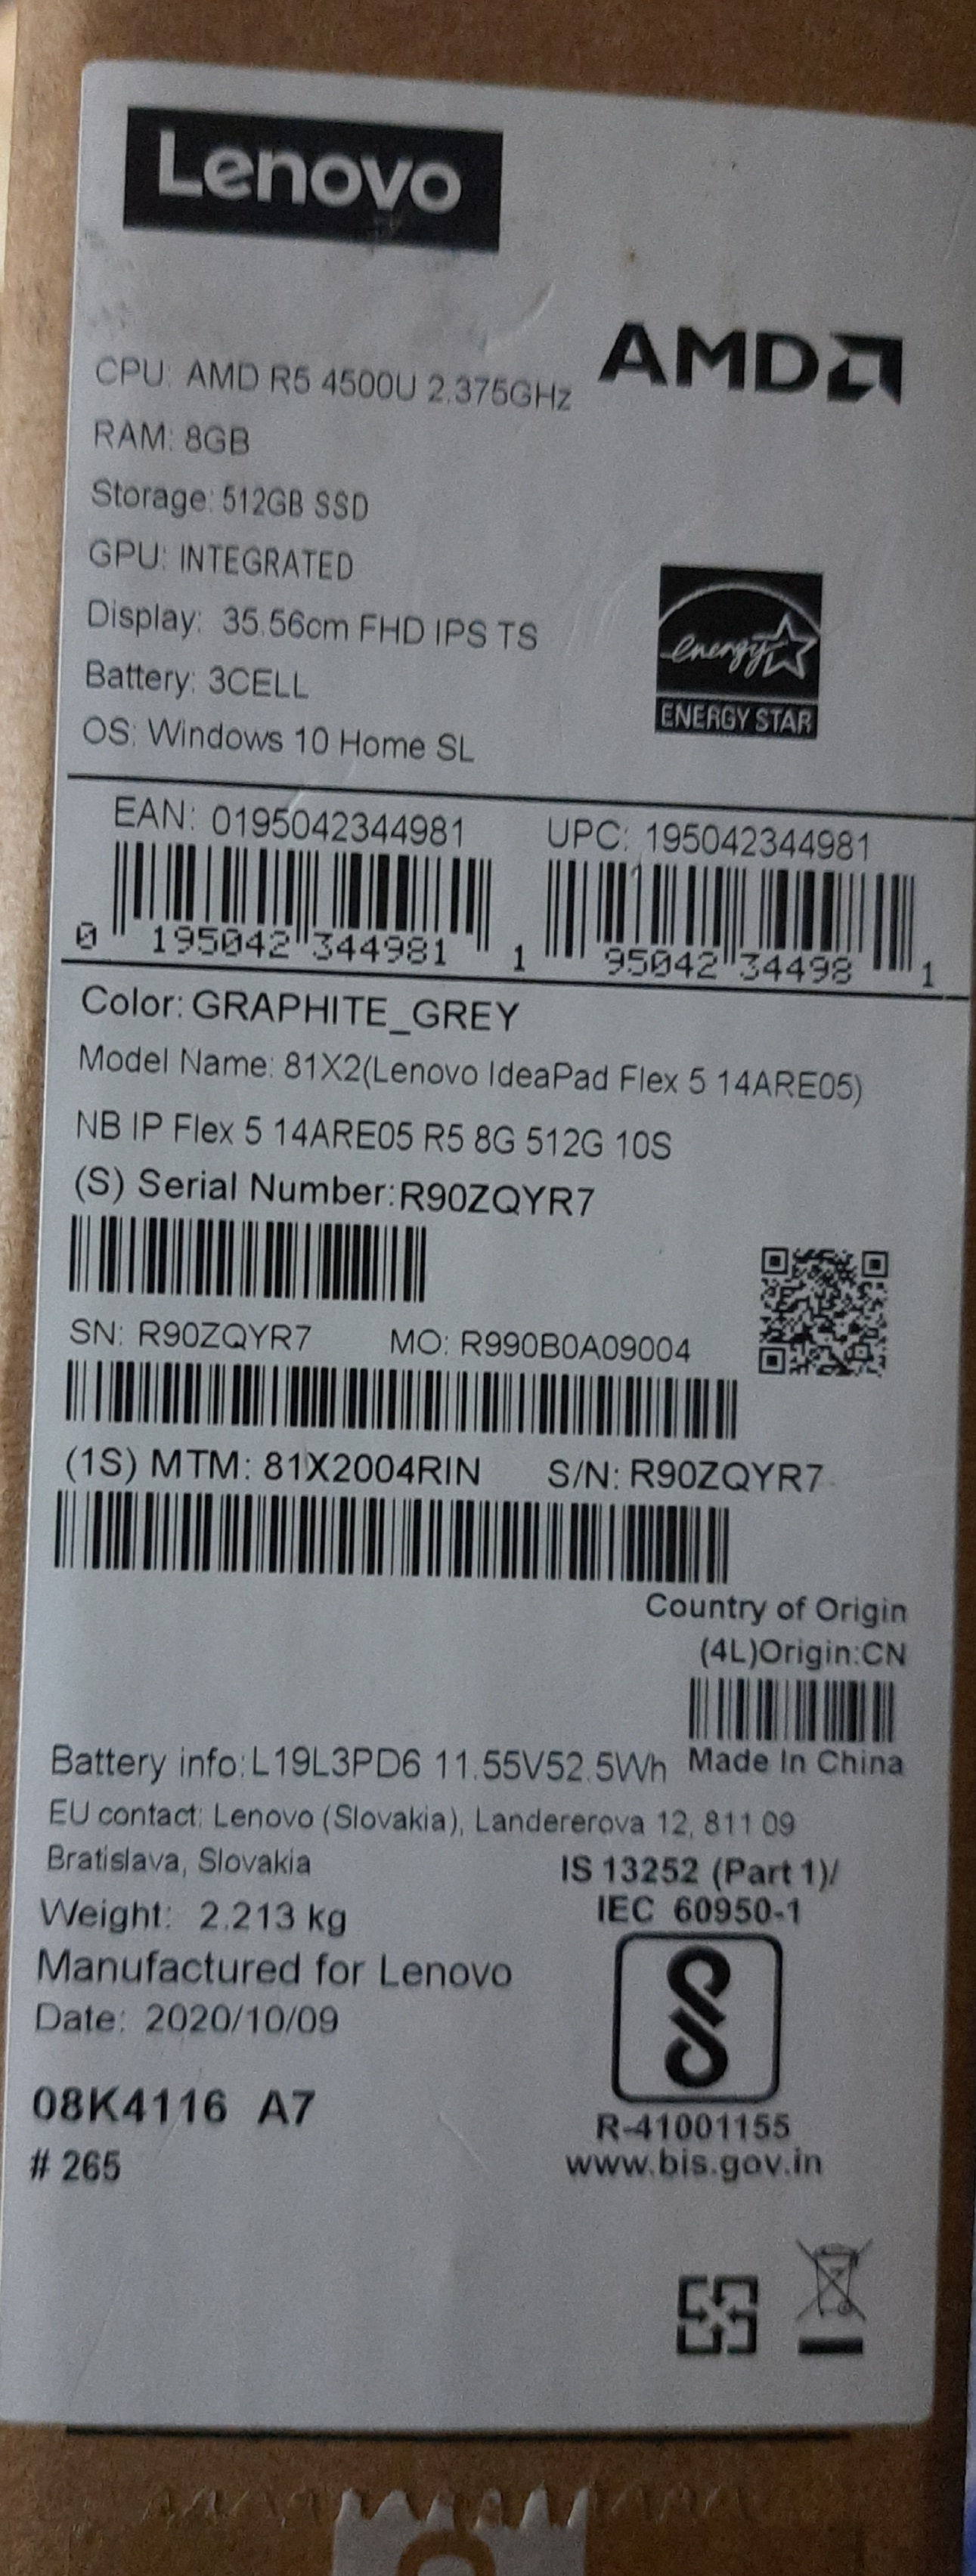 Lenovo
AMD
CPU: AMD R5 4500U 2.375GHz
RAM: 8GB
Storage: 512GB SSD
GPU: INTEGRATED
Display: 35.56cm FHD IPS TS
Battery: 3CELL
OS: Windows 10 Home SL
energy
ENERGY STAR
EAN: 0195042344981 UPC: 195042344981
0 195042 344981 1 95042 34498 1
Color: GRAPHITE_GREY
Model Name: 81X2(Lenovo IdeaPad Flex 5 14ARE05)
NB IP Flex 5 14ARE05 R5 8G 512G 10S
(S) Serial Number:R90ZQYR7
SN: R90ZQYR7 MO: R990B0A09004
(1S) MTM: 81X2004RIN S/N: R90ZQYR7
Country of Origin
(4L)Origin:CN
Made In China
Battery info:L19L3PD6 11.55V52.5Wh
EU contact: Lenovo (Slovakia), Landererova 12, 811 09
Bratislava, Slovakia
Weight: 2.213 kg
Manufactured for Lenovo
Date: 2020/10/09
08K4116 A7
# 265
IS 13252 (Part 1)/
IEC 60950-1
R-41001155
www.bis.gov.in